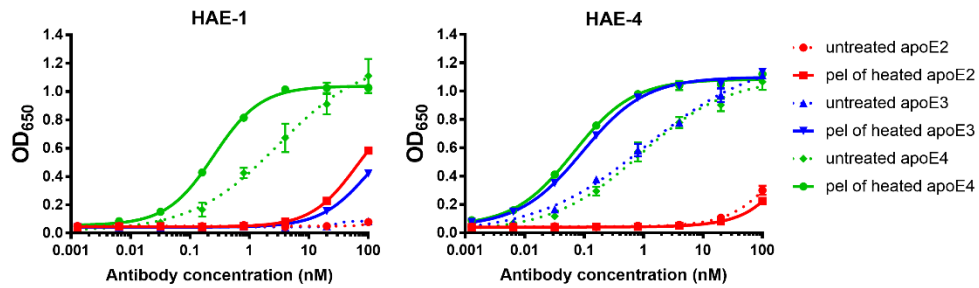 HAE-1
OD650
1.4
1.2
1.0
0.8
0.6
0.4
0.2
0.0
0.001 0.01 0.1 1 10 100
Antibody concentration (nM)
HAE-4
OD650
1.4
1.2
1.0
0.8
0.6
0.4
0.2
0.0
0.001 0.01 0.1 1 10 100
Antibody concentration (nM)
untreated apoE2
pel of heated apoE2
untreated apoE3
pel of heated apoE3
untreated apoE4
pel of heated apoE4